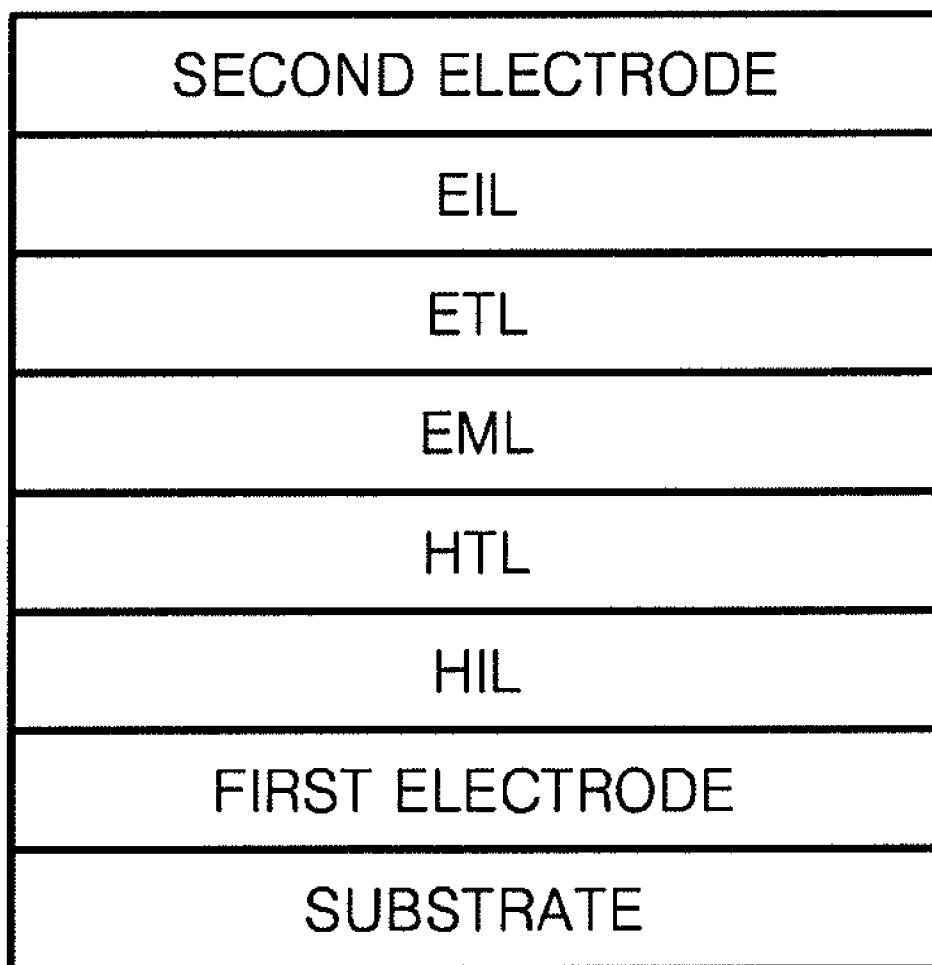 SECOND ELECTRODE
EIL
ETL
EML
HTL
HIL
FIRST ELECTRODE
SUBSTRATE